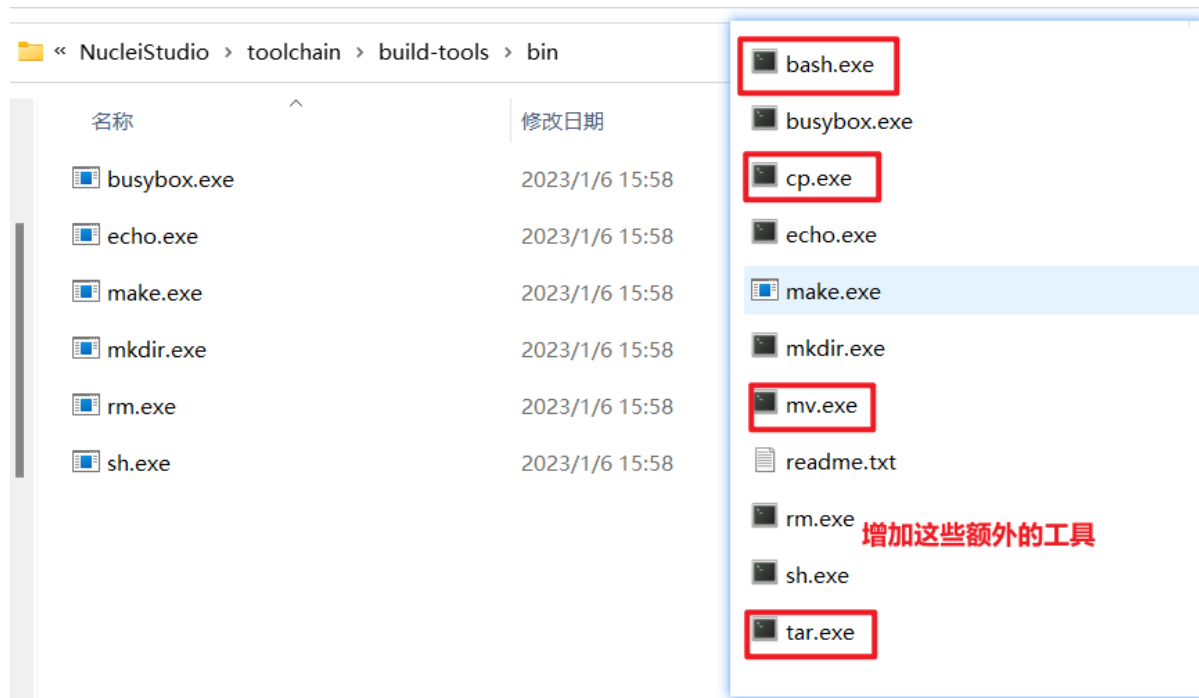 « NucleiStudio › toolchain › build-tools › bin
名称 修改日期
busybox.exe 2023/1/6 15:58
echo.exe 2023/1/6 15:58
make.exe 2023/1/6 15:58
mkdir.exe 2023/1/6 15:58
rm.exe 2023/1/6 15:58
sh.exe 2023/1/6 15:58
bash.exe
busybox.exe
cp.exe
echo.exe
make.exe
mkdir.exe
mv.exe
readme.txt
rm.exe
增加这些额外的工具
sh.exe
tar.exe